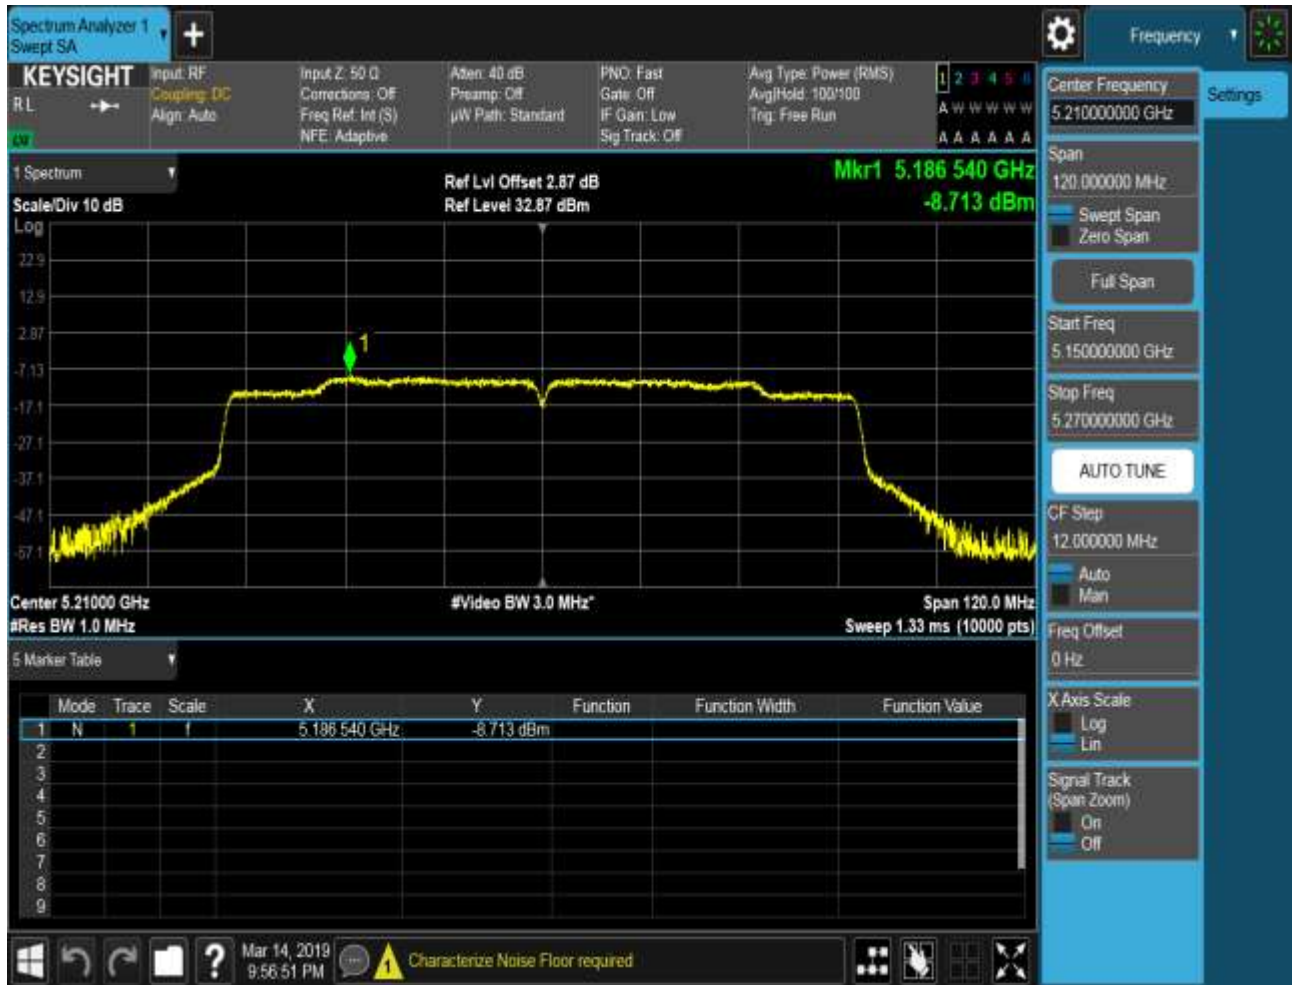 Spectrum Analyzer 1
Swept SA
+
Frequency
KEYSIGHT
RL
Input: RF
Coupling: DC
Align: Auto
Input Z: 50 Ω
Corrections: Off
Freq Ref: Int (S)
NFE: Adaptive
Atten: 40 dB
Preamp: Off
µW Path: Standard
PNO: Fast
Gate: Off
IF Gain: Low
Sig Track: Off
Avg Type: Power (RMS)
Avg|Hold: 100/100
Trig: Free Run
1 2 3 4 5 6
A W W W W W
A A A A A A
1 Spectrum
Scale/Div 10 dB
Ref Lvl Offset 2.87 dB
Ref Level 32.87 dBm
Mkr1 5.186 540 GHz
-8.713 dBm
Log
22.9
12.9
2.87
-7.13
-17.1
-27.1
-37.1
-47.1
-57.1
1
Center 5.21000 GHz
#Res BW 1.0 MHz
#Video BW 3.0 MHz*
Span 120.0 MHz
Sweep 1.33 ms (10000 pts)
5 Marker Table
Mode Trace Scale X Y Function Function Width Function Value
1 N 1 f 5.186 540 GHz -8.713 dBm
2
3
4
5
6
7
8
9
Mar 14, 2019
9:56:51 PM
?
1
Characterize Noise Floor required
Center Frequency
5.210000000 GHz
Settings
Span
120.000000 MHz
Swept Span
Zero Span
Full Span
Start Freq
5.150000000 GHz
Stop Freq
5.270000000 GHz
AUTO TUNE
CF Step
12.000000 MHz
Auto
Man
Freq Offset
0 Hz
X Axis Scale
Log
Lin
Signal Track
(Span Zoom)
On
Off